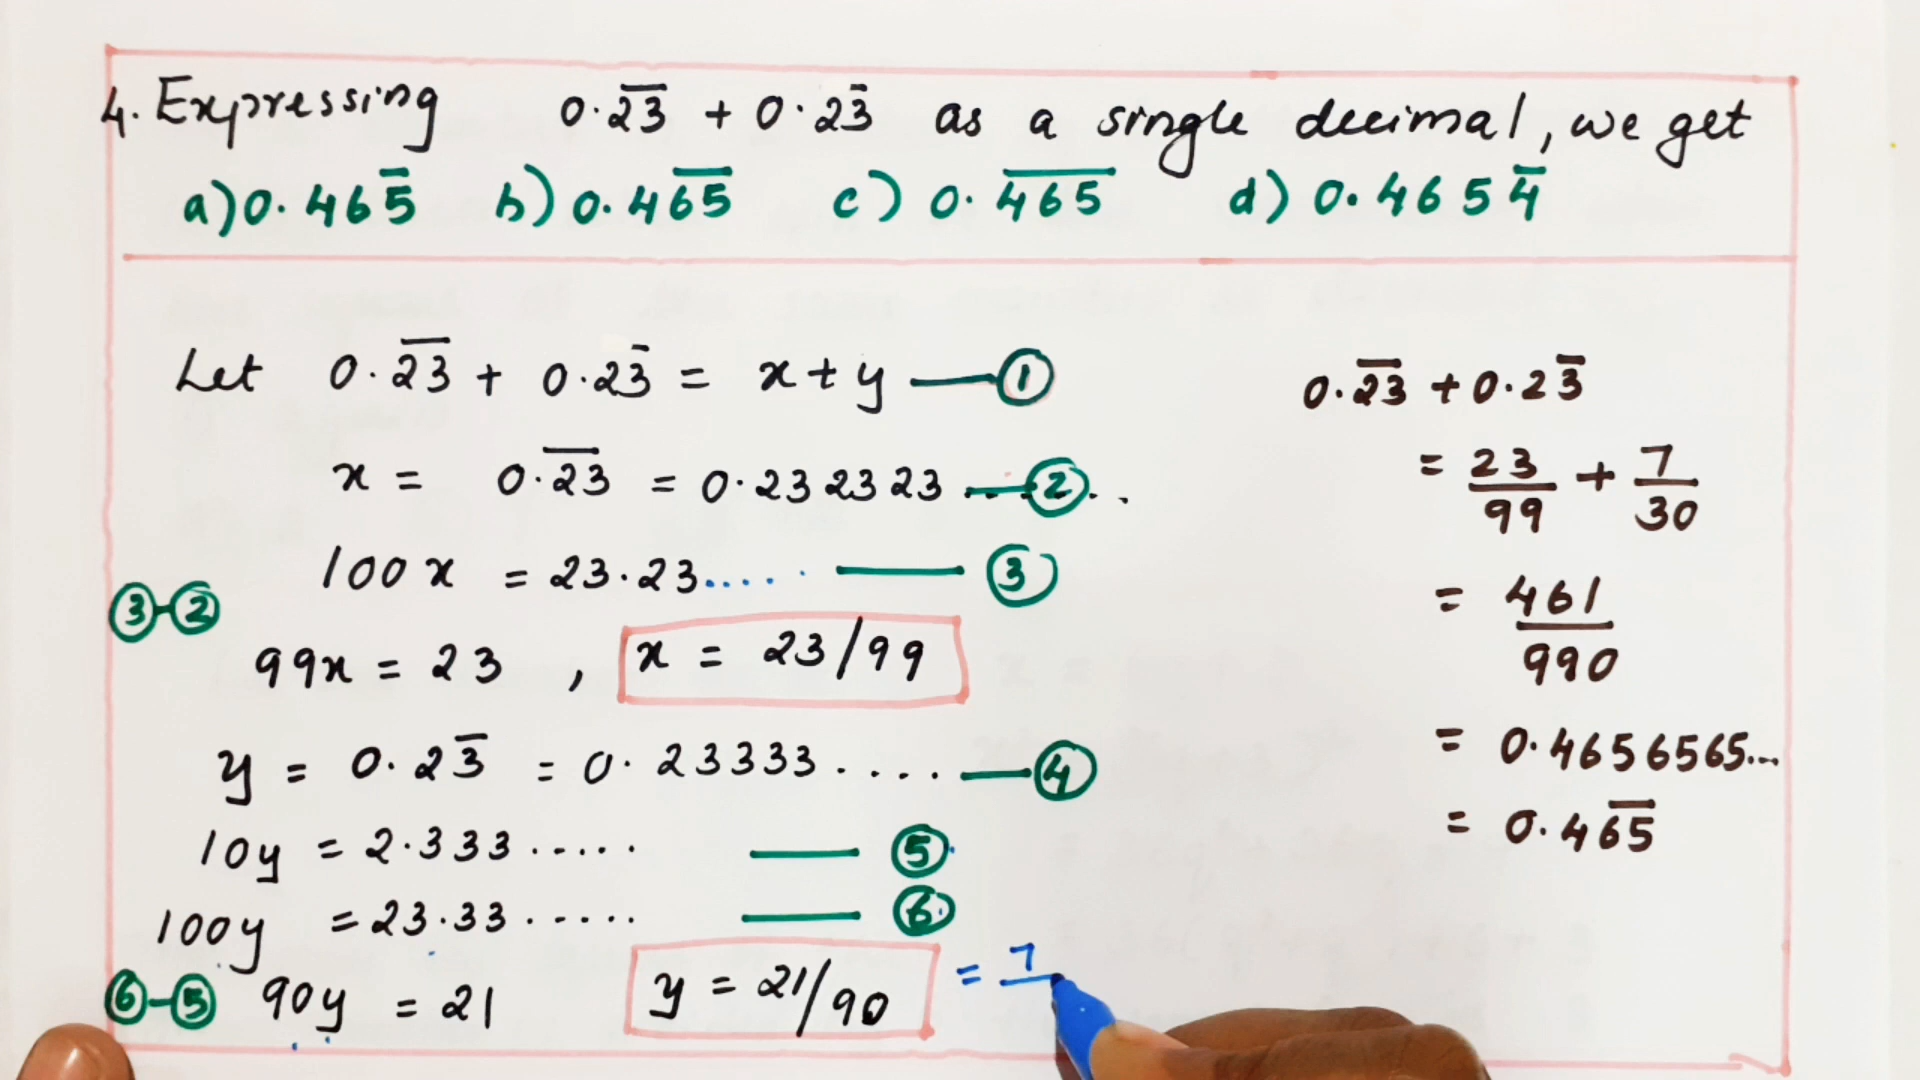 4. Expressing 0.2̅3̅ + 0.23̅ as a single decimal, we get
a) 0.465̅ b) 0.46̅5̅ c) 0.4̅6̅5̅ d) 0.4654̅
Let 0.2̅3̅ + 0.23̅ = x + y —— ①
x = 0.2̅3̅ = 0.232323 ...... ②
100x = 23.23..... —— ③
③-②
99x = 23 , x = 23/99
y = 0.23̅ = 0.23333.... —— ④
10y = 2.333..... —— ⑤
100y = 23.33..... —— ⑥
⑥-⑤ 90y = 21 y = 21/90 = 7/
0.2̅3̅ + 0.23̅
= 23/99 + 7/30
= 461/990
= 0.4656565...
= 0.46̅5̅